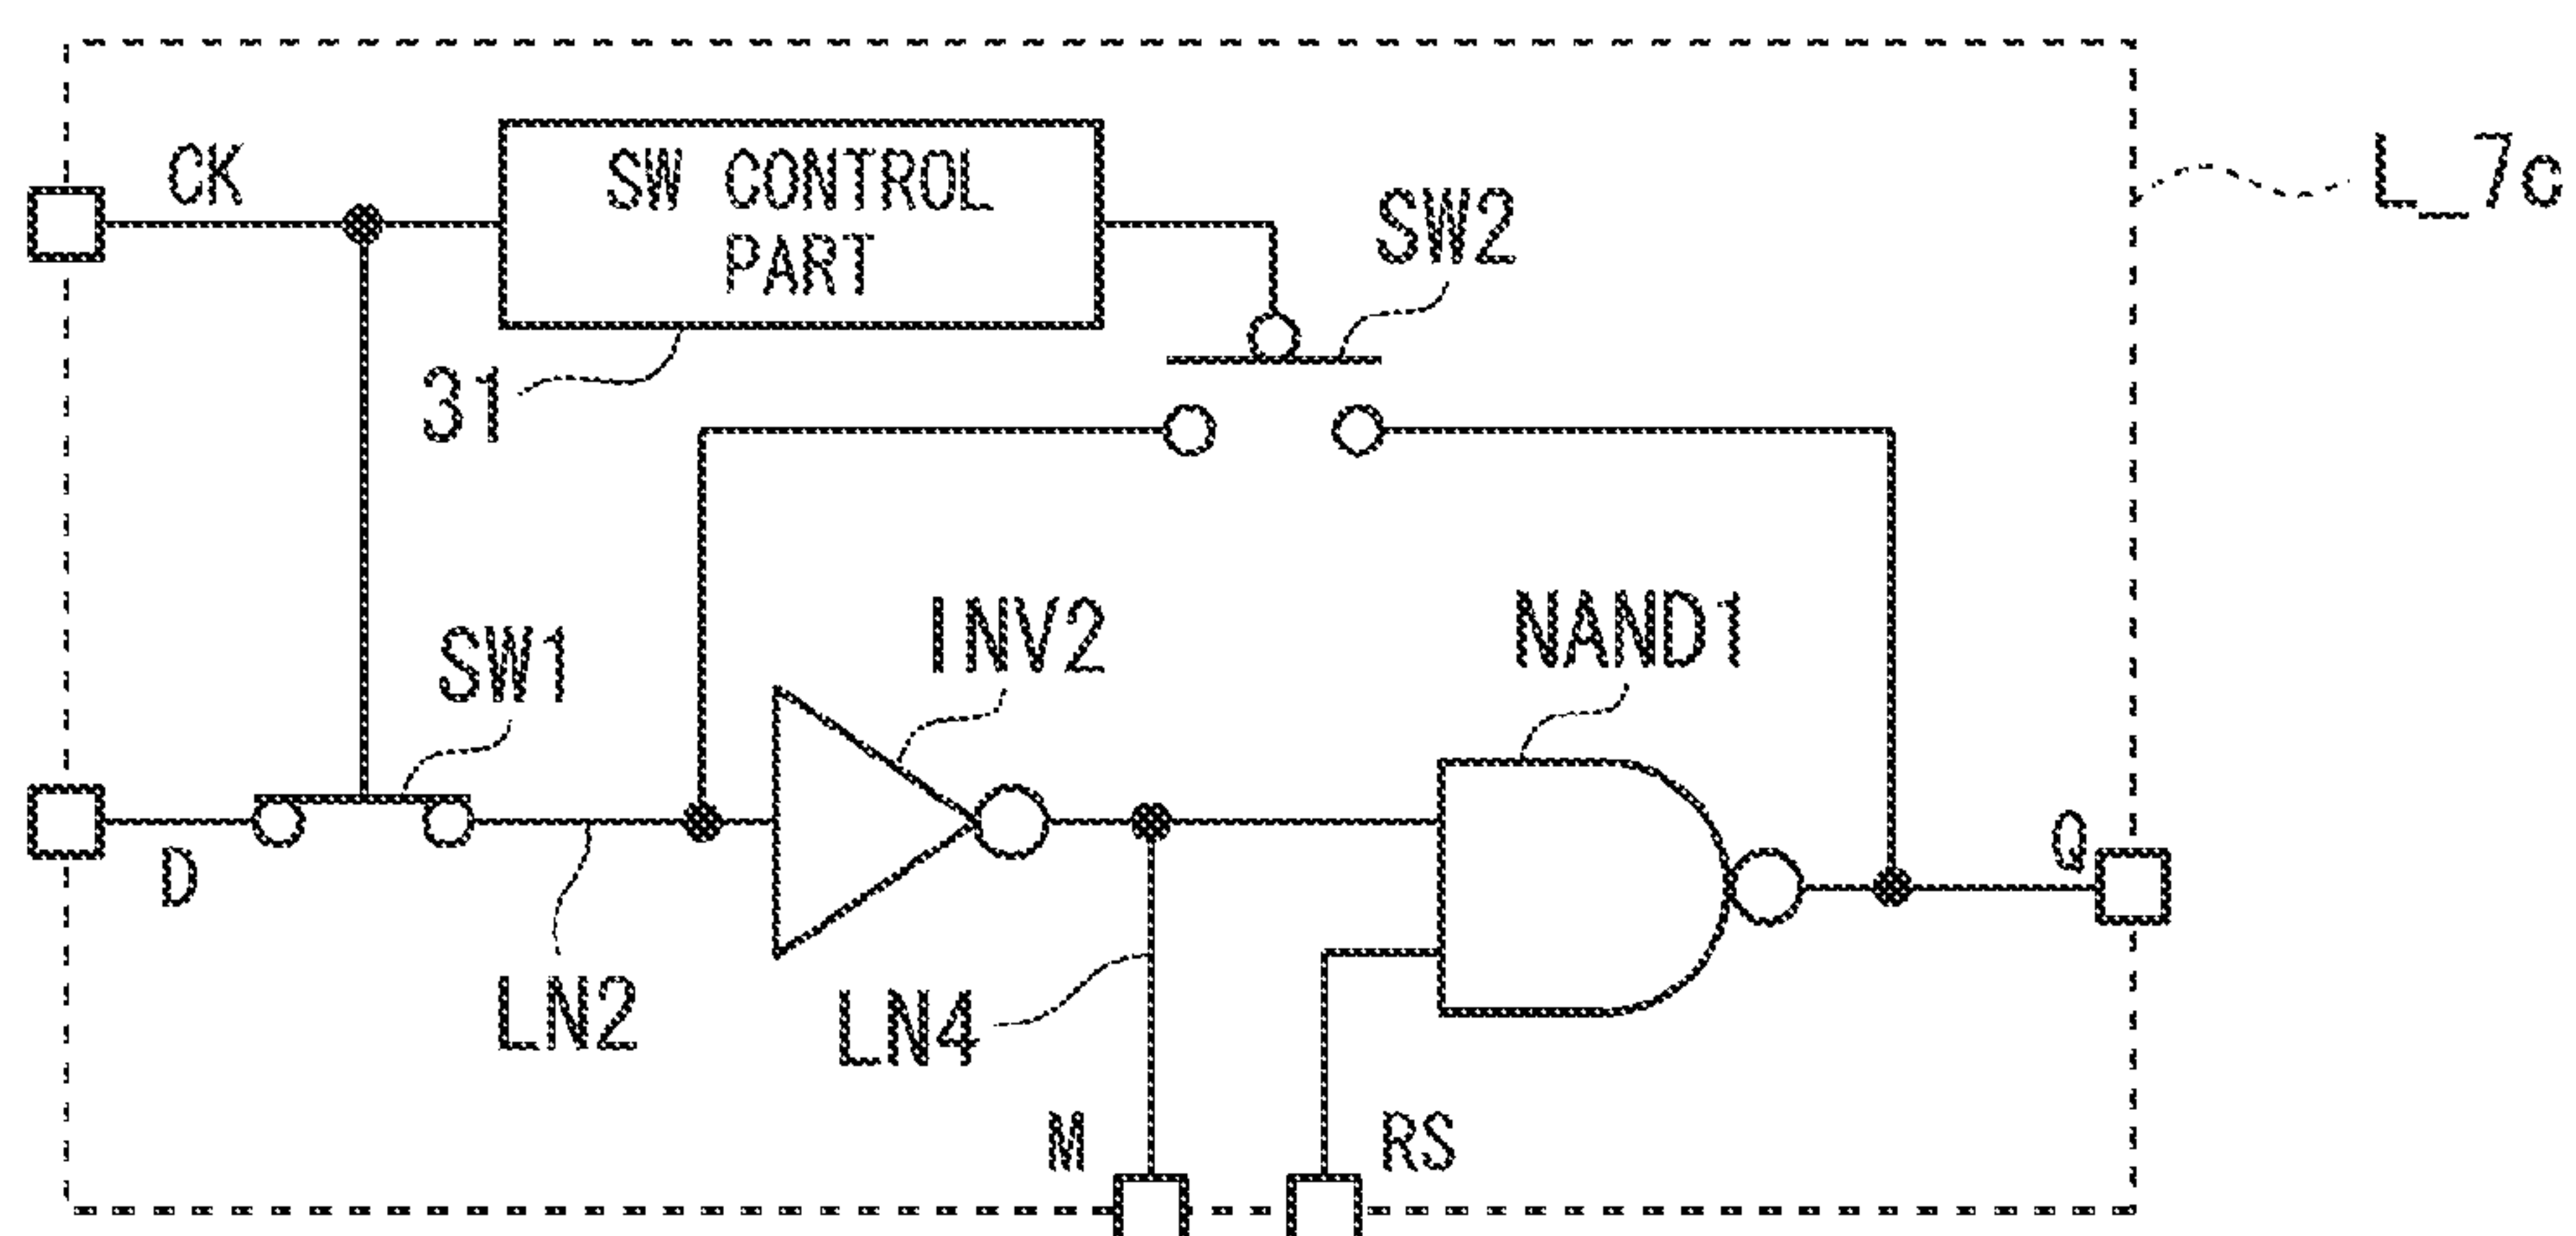 CK
SW CONTROL
PART
SW2
L_7c
31
SW1
INV2
NAND1
D
Q
LN2
LN4
M
RS